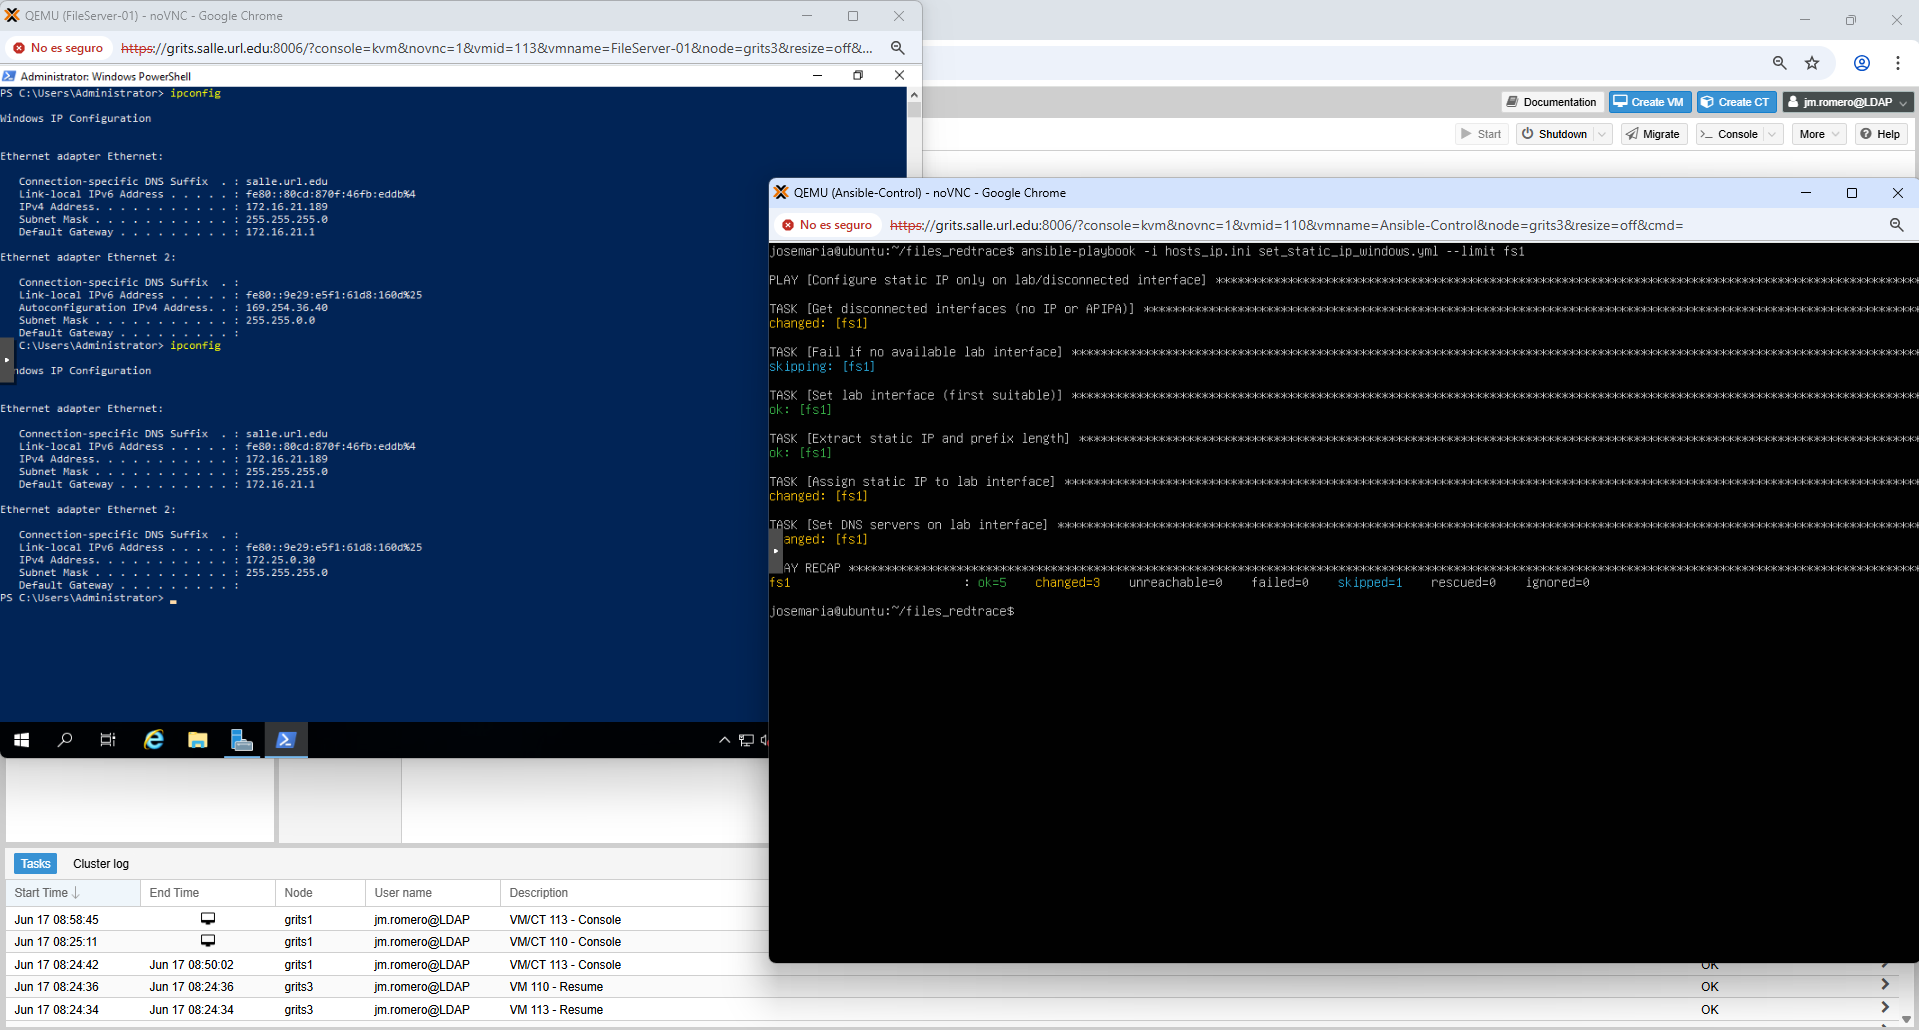 QEMU (FileServer-01) - noVNC - Google Chrome
No es seguro https://grits.salle.url.edu:8006/?console=kvm&novnc=1&vmid=113&vmname=FileServer-01&node=grits3&resize=off&...
Administrator: Windows PowerShell
PS C:\Users\Administrator> ipconfig
Windows IP Configuration
Ethernet adapter Ethernet:
Connection-specific DNS Suffix . : salle.url.edu
Link-local IPv6 Address . . . . . : fe80::80cd:870f:46fb:eddb%4
IPv4 Address. . . . . . . . . . . : 172.16.21.189
Subnet Mask . . . . . . . . . . . : 255.255.255.0
Default Gateway . . . . . . . . . : 172.16.21.1
Ethernet adapter Ethernet 2:
Connection-specific DNS Suffix . :
Link-local IPv6 Address . . . . . : fe80::9e29:e5f1:61d8:160d%25
Autoconfiguration IPv4 Address. . : 169.254.36.40
Subnet Mask . . . . . . . . . . . : 255.255.0.0
Default Gateway . . . . . . . . . :
C:\Users\Administrator> ipconfig
ndows IP Configuration
Ethernet adapter Ethernet:
Connection-specific DNS Suffix . : salle.url.edu
Link-local IPv6 Address . . . . . : fe80::80cd:870f:46fb:eddb%4
IPv4 Address. . . . . . . . . . . : 172.16.21.189
Subnet Mask . . . . . . . . . . . : 255.255.255.0
Default Gateway . . . . . . . . . : 172.16.21.1
Ethernet adapter Ethernet 2:
Connection-specific DNS Suffix . :
Link-local IPv6 Address . . . . . : fe80::9e29:e5f1:61d8:160d%25
IPv4 Address. . . . . . . . . . . : 172.25.0.30
Subnet Mask . . . . . . . . . . . : 255.255.255.0
Default Gateway . . . . . . . . . :
PS C:\Users\Administrator>
Documentation Create VM Create CT jm.romero@LDAP
Start Shutdown Migrate Console More Help
QEMU (Ansible-Control) - noVNC - Google Chrome
No es seguro https://grits.salle.url.edu:8006/?console=kvm&novnc=1&vmid=110&vmname=Ansible-Control&node=grits3&resize=off&cmd=
josemaria@ubuntu:~/files_redtrace$ ansible-playbook -i hosts_ip.ini set_static_ip_windows.yml --limit fs1
PLAY [Configure static IP only on lab/disconnected interface]
TASK [Get disconnected interfaces (no IP or APIPA)]
changed: [fs1]
TASK [Fail if no available lab interface]
skipping: [fs1]
TASK [Set lab interface (first suitable)]
ok: [fs1]
TASK [Extract static IP and prefix length]
ok: [fs1]
TASK [Assign static IP to lab interface]
changed: [fs1]
TASK [Set DNS servers on lab interface]
anged: [fs1]
AY RECAP
fs1 : ok=5 changed=3 unreachable=0 failed=0 skipped=1 rescued=0 ignored=0
josemaria@ubuntu:~/files_redtrace$
Tasks Cluster log
Start Time End Time Node User name Description
Jun 17 08:58:45 grits1 jm.romero@LDAP VM/CT 113 - Console
Jun 17 08:25:11 grits1 jm.romero@LDAP VM/CT 110 - Console
Jun 17 08:24:42 Jun 17 08:50:02 grits1 jm.romero@LDAP VM/CT 113 - Console OK
Jun 17 08:24:36 Jun 17 08:24:36 grits3 jm.romero@LDAP VM 110 - Resume OK
Jun 17 08:24:34 Jun 17 08:24:34 grits3 jm.romero@LDAP VM 113 - Resume OK